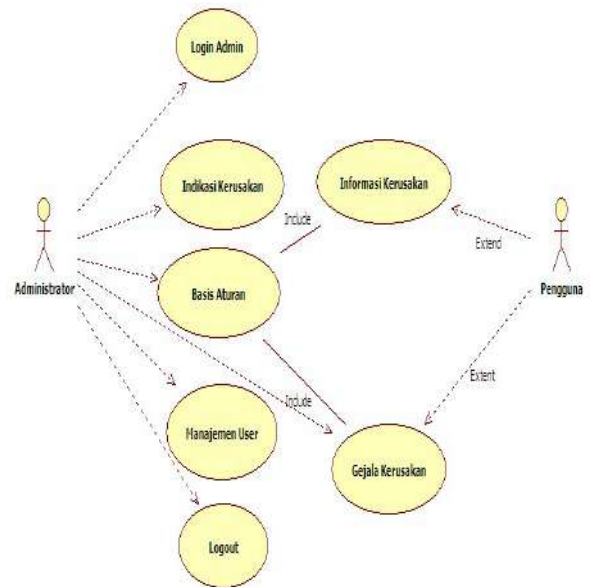 Login Admin
Indikasi Kerusakan
Informasi Kerusakan
Include
Extend
Administrator
Basis Aturan
Pengguna
Extent
Include
Manajemen User
Gejala Kerusakan
Logout